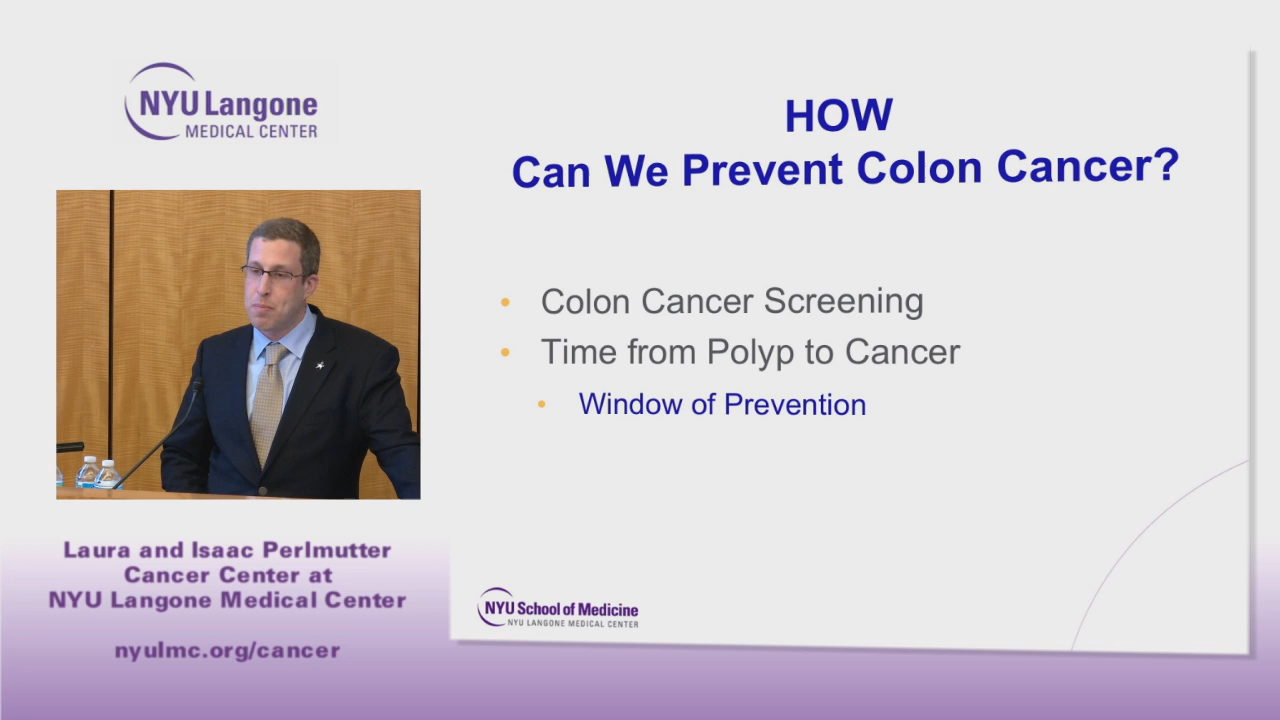 NYU Langone
MEDICAL CENTER
HOW
Can We Prevent Colon Cancer?
• Colon Cancer Screening
• Time from Polyp to Cancer
• Window of Prevention
Laura and Isaac Perlmutter
Cancer Center at
NYU Langone Medical Center
nyulmc.org/cancer
NYU School of Medicine
NYU LANGONE MEDICAL CENTER